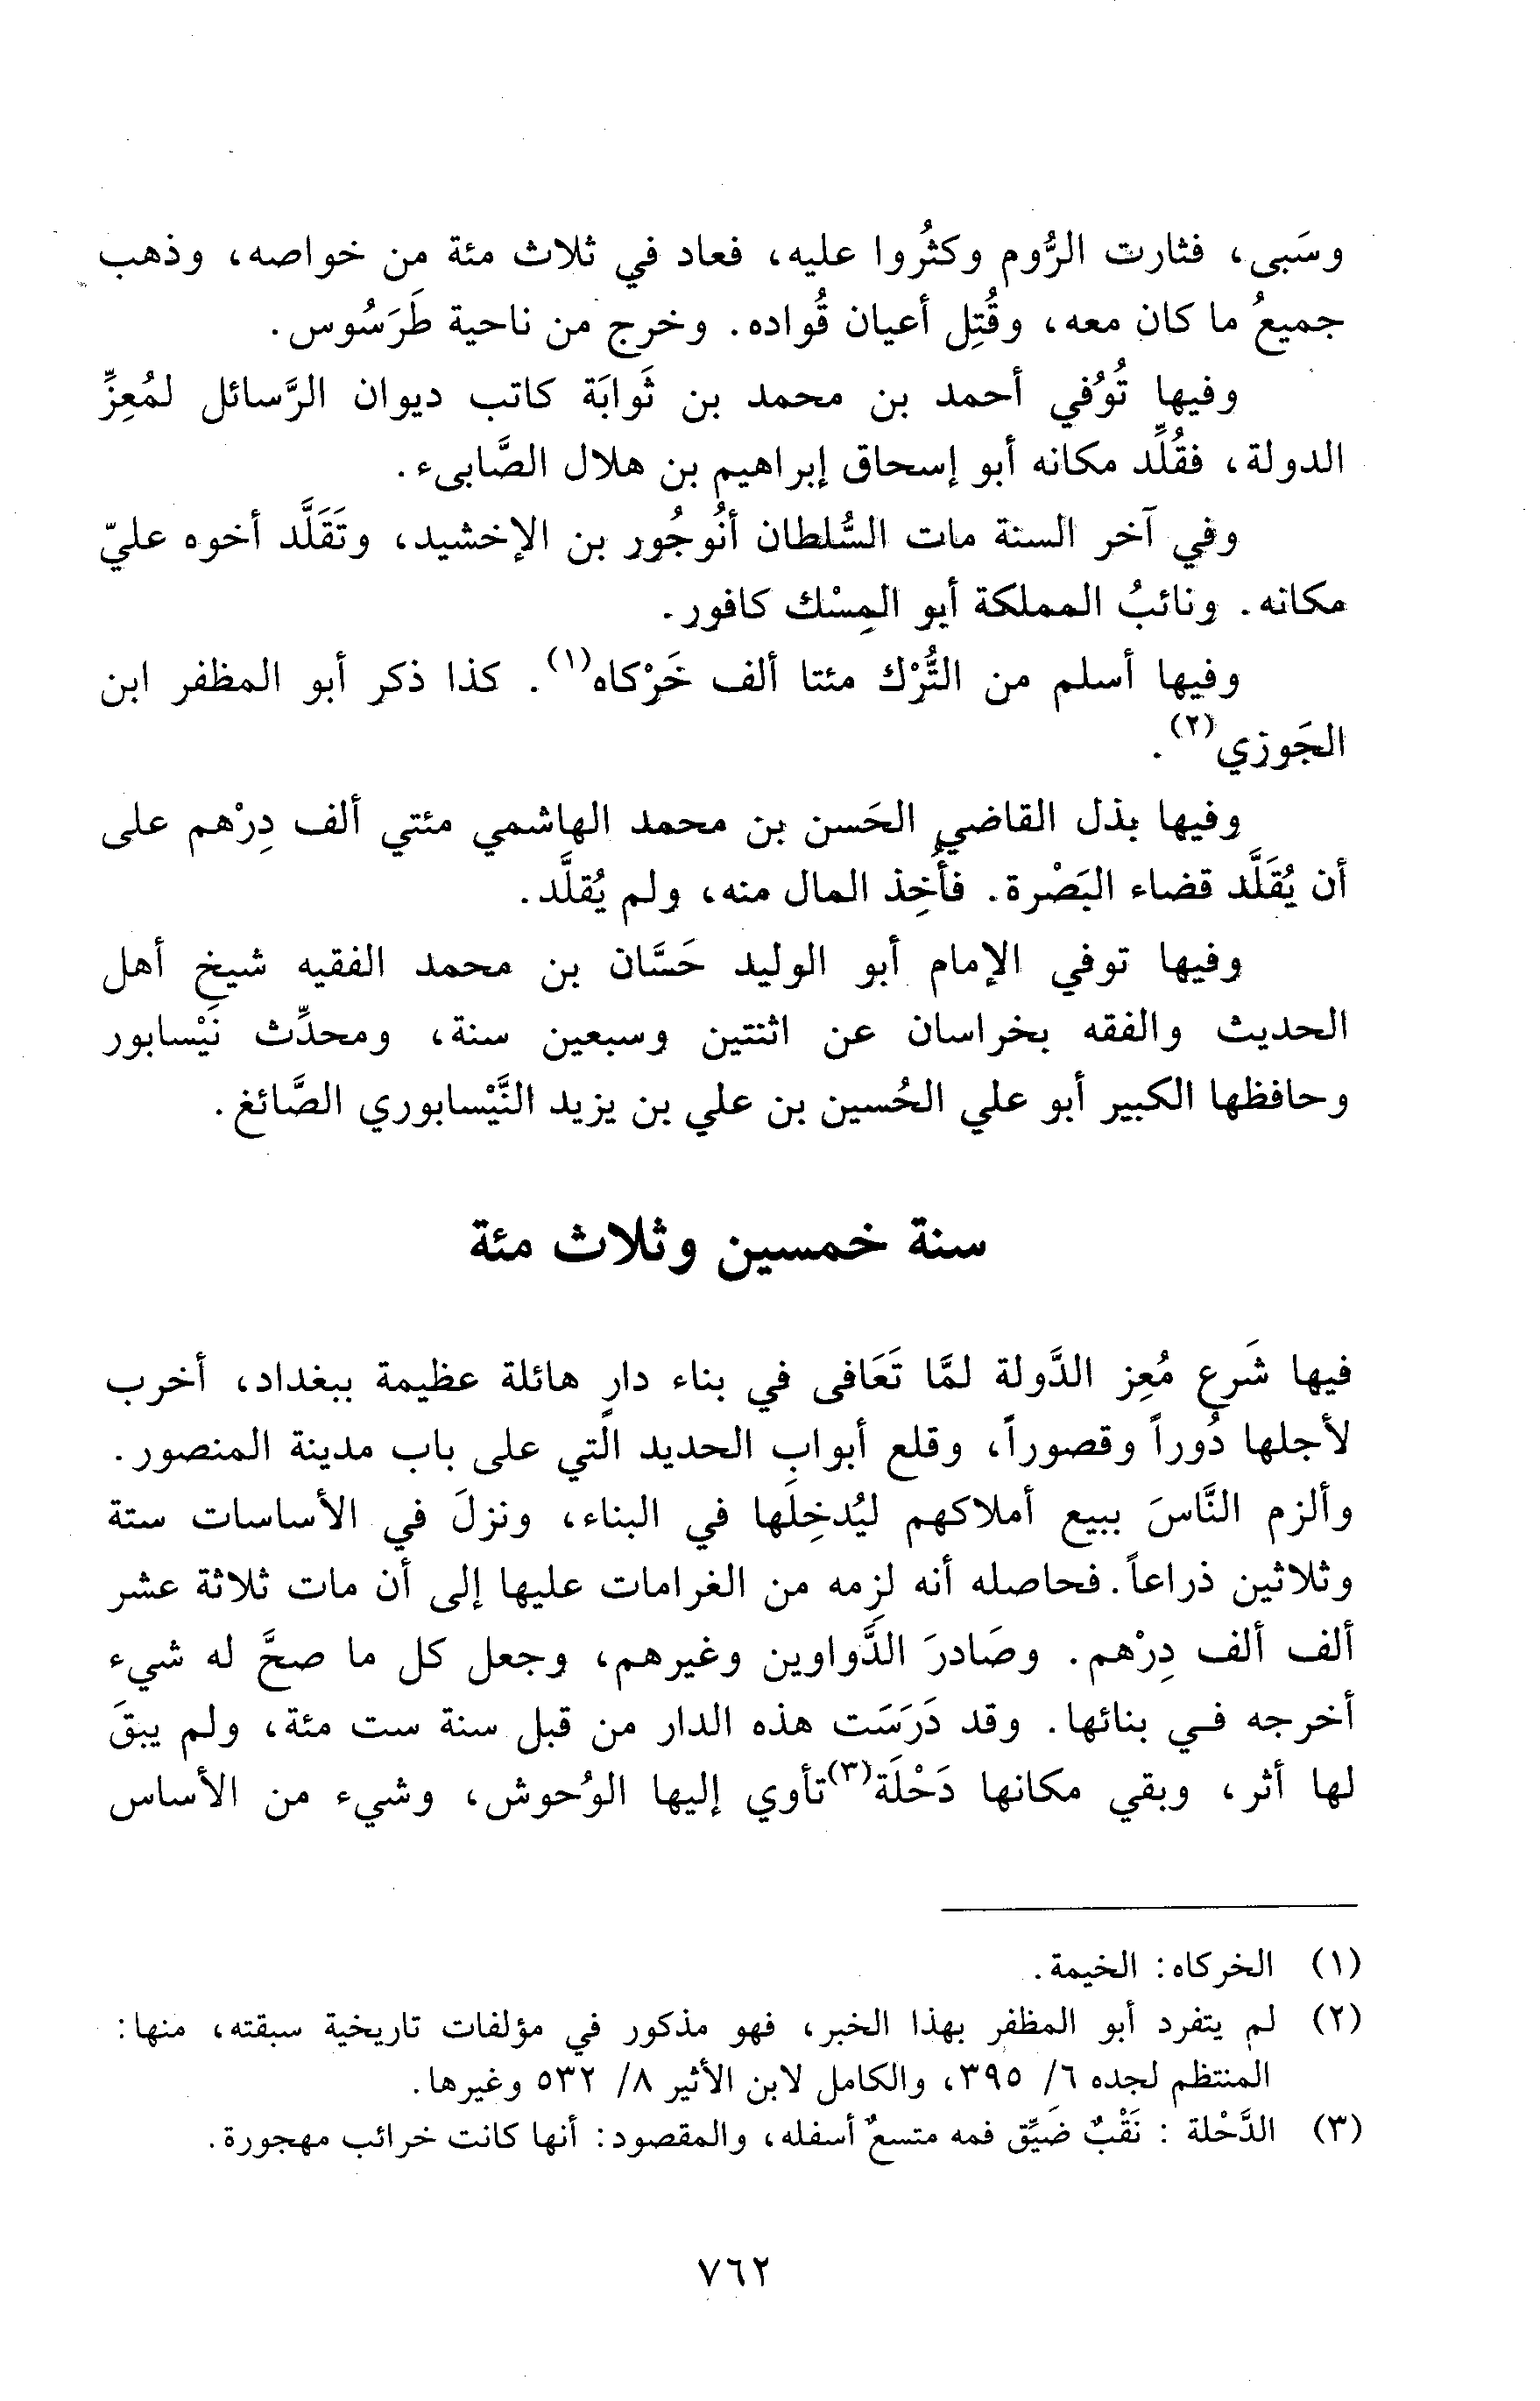 وسَبى، فثارت الرُّوم وكثُروا عليه، فعاد في ثلاث مئة من خواصه، وذهب
جميعُ ما كان معه، وقُتِل أعيان قُواده. وخرج من ناحية طَرَسُوس.
وفيها تُوُفي أحمد بن محمد بن ثَوابَة كاتب ديوان الرَّسائل لمُعِزِّ
الدولة، فقُلِّد مكانه أبو إسحاق إبراهيم بن هلال الصَّابىء.
وفي آخر السنة مات السُّلطان أنُوجُور بن الإخشيد، وتَقَلَّد أخوه عليّ
مكانه. ونائبُ المملكة أبو المِسْك كافور.
وفيها أسلم من التُّرْك مئتا ألف خَرْكاه(١). كذا ذكر أبو المظفر ابن
الجَوزي(٢).
وفيها بذل القاضي الحَسن بن محمد الهاشمي مئتي ألف دِرْهم على
أن يُقَلَّد قضاء البَصْرة. فأُخِذ المال منه، ولم يُقلَّد.
وفيها توفي الإمام أبو الوليد حَسَّان بن محمد الفقيه شيخ أهل
الحديث والفقه بخراسان عن اثنتين وسبعين سنة، ومحدِّث نَيْسابور
وحافظها الكبير أبو علي الحُسين بن علي بن يزيد النَّيْسابوري الصَّائغ.
سنة خمسين وثلاث مئة
فيها شَرع مُعِز الدَّولة لمَّا تَعَافى في بناء دارٍ هائلة عظيمة ببغداد، أخرب
لأجلها دُوراً وقصوراً، وقلع أبوابِ الحديد التي على باب مدينة المنصور.
وألزم النَّاسَ ببيع أملاكهم ليُدخِلَها في البناء، ونزلَ في الأساسات ستة
وثلاثين ذراعاً. فحاصله أنه لزمه من الغرامات عليها إلى أن مات ثلاثة عشر
ألف ألف دِرْهم. وصَادرَ الدَّواوين وغيرهم، وجعل كل ما صحَّ له شيء
أخرجه في بنائها. وقد دَرَسَت هذه الدار من قبل سنة ست مئة، ولم يبقَ
لها أثر، وبقي مكانها دَحْلَة(٣) تأوي إليها الوُحوش، وشيء من الأساس
(١) الخركاه: الخيمة.
(٢) لم يتفرد أبو المظفر بهذا الخبر، فهو مذكور في مؤلفات تاريخية سبقته، منها:
المنتظم لجده ٦/ ٣٩٥، والكامل لابن الأثير ٨/ ٥٣٢ وغيرها.
(٣) الدَّحْلة : نَقْبٌ ضَيِّق فمه متسعٌ أسفله، والمقصود: أنها كانت خرائب مهجورة.
٧٦٢